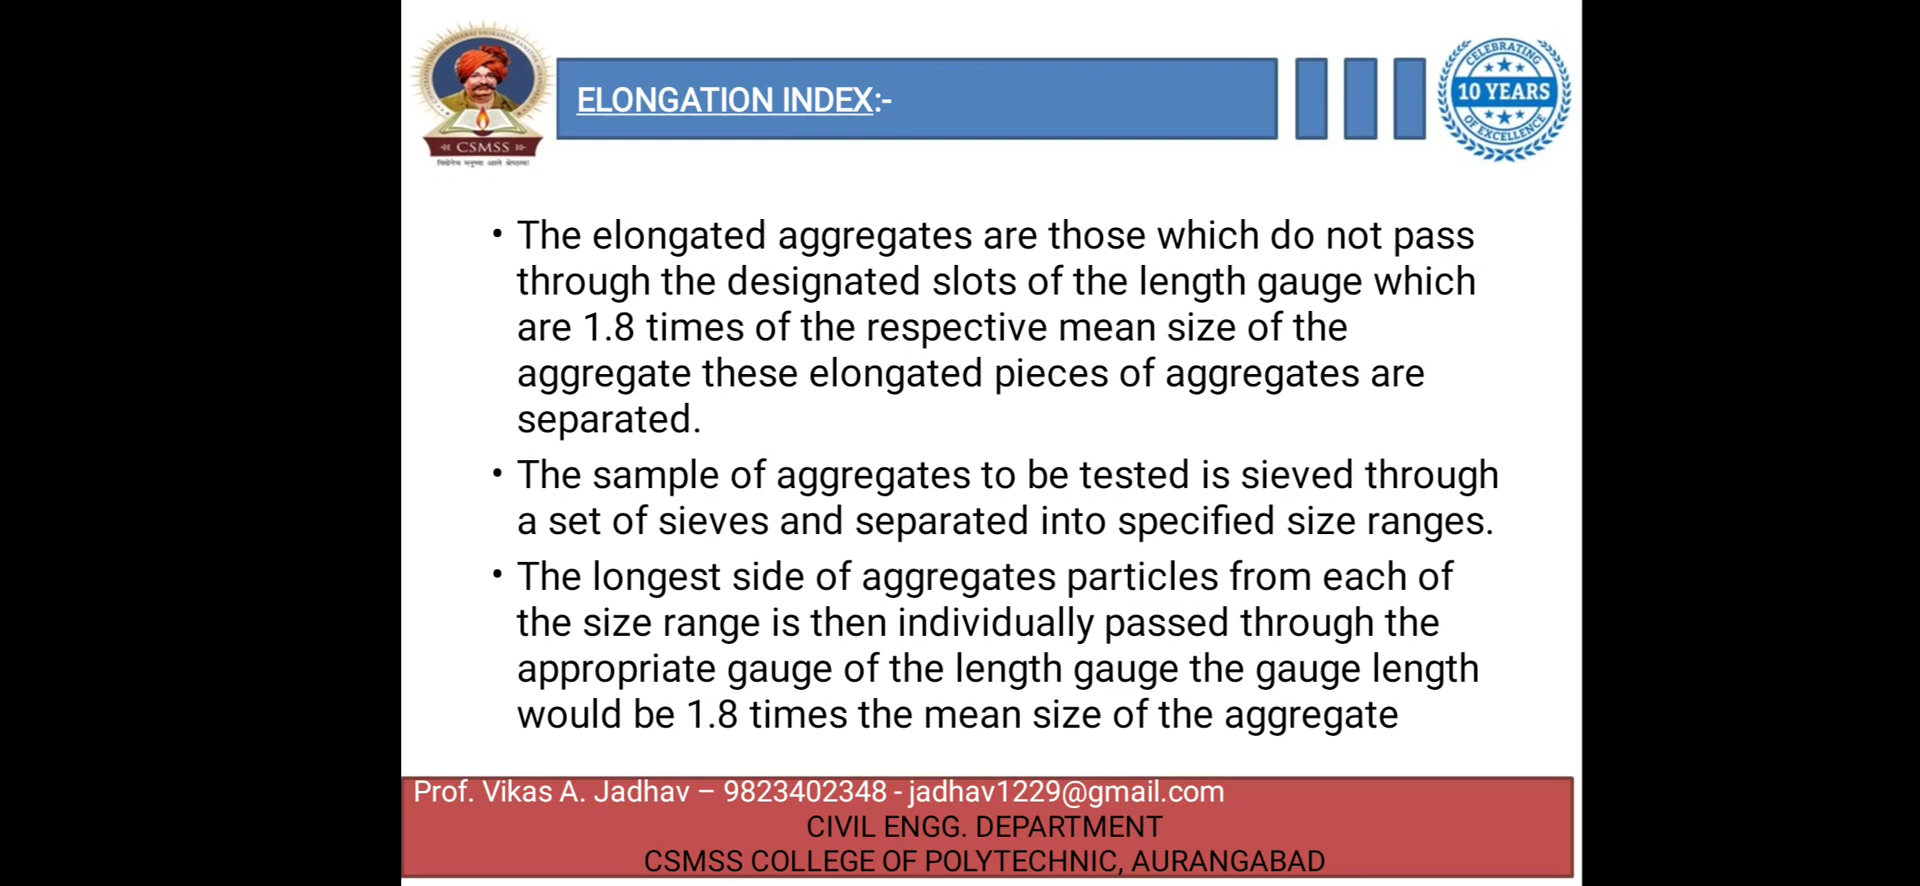 CSMSS
ELONGATION INDEX:-
CELEBRATING
10 YEARS
OF EXCELLENCE
• The elongated aggregates are those which do not pass
through the designated slots of the length gauge which
are 1.8 times of the respective mean size of the
aggregate these elongated pieces of aggregates are
separated.
• The sample of aggregates to be tested is sieved through
a set of sieves and separated into specified size ranges.
• The longest side of aggregates particles from each of
the size range is then individually passed through the
appropriate gauge of the length gauge the gauge length
would be 1.8 times the mean size of the aggregate
Prof. Vikas A. Jadhav – 9823402348 - jadhav1229@gmail.com
CIVIL ENGG. DEPARTMENT
CSMSS COLLEGE OF POLYTECHNIC, AURANGABAD